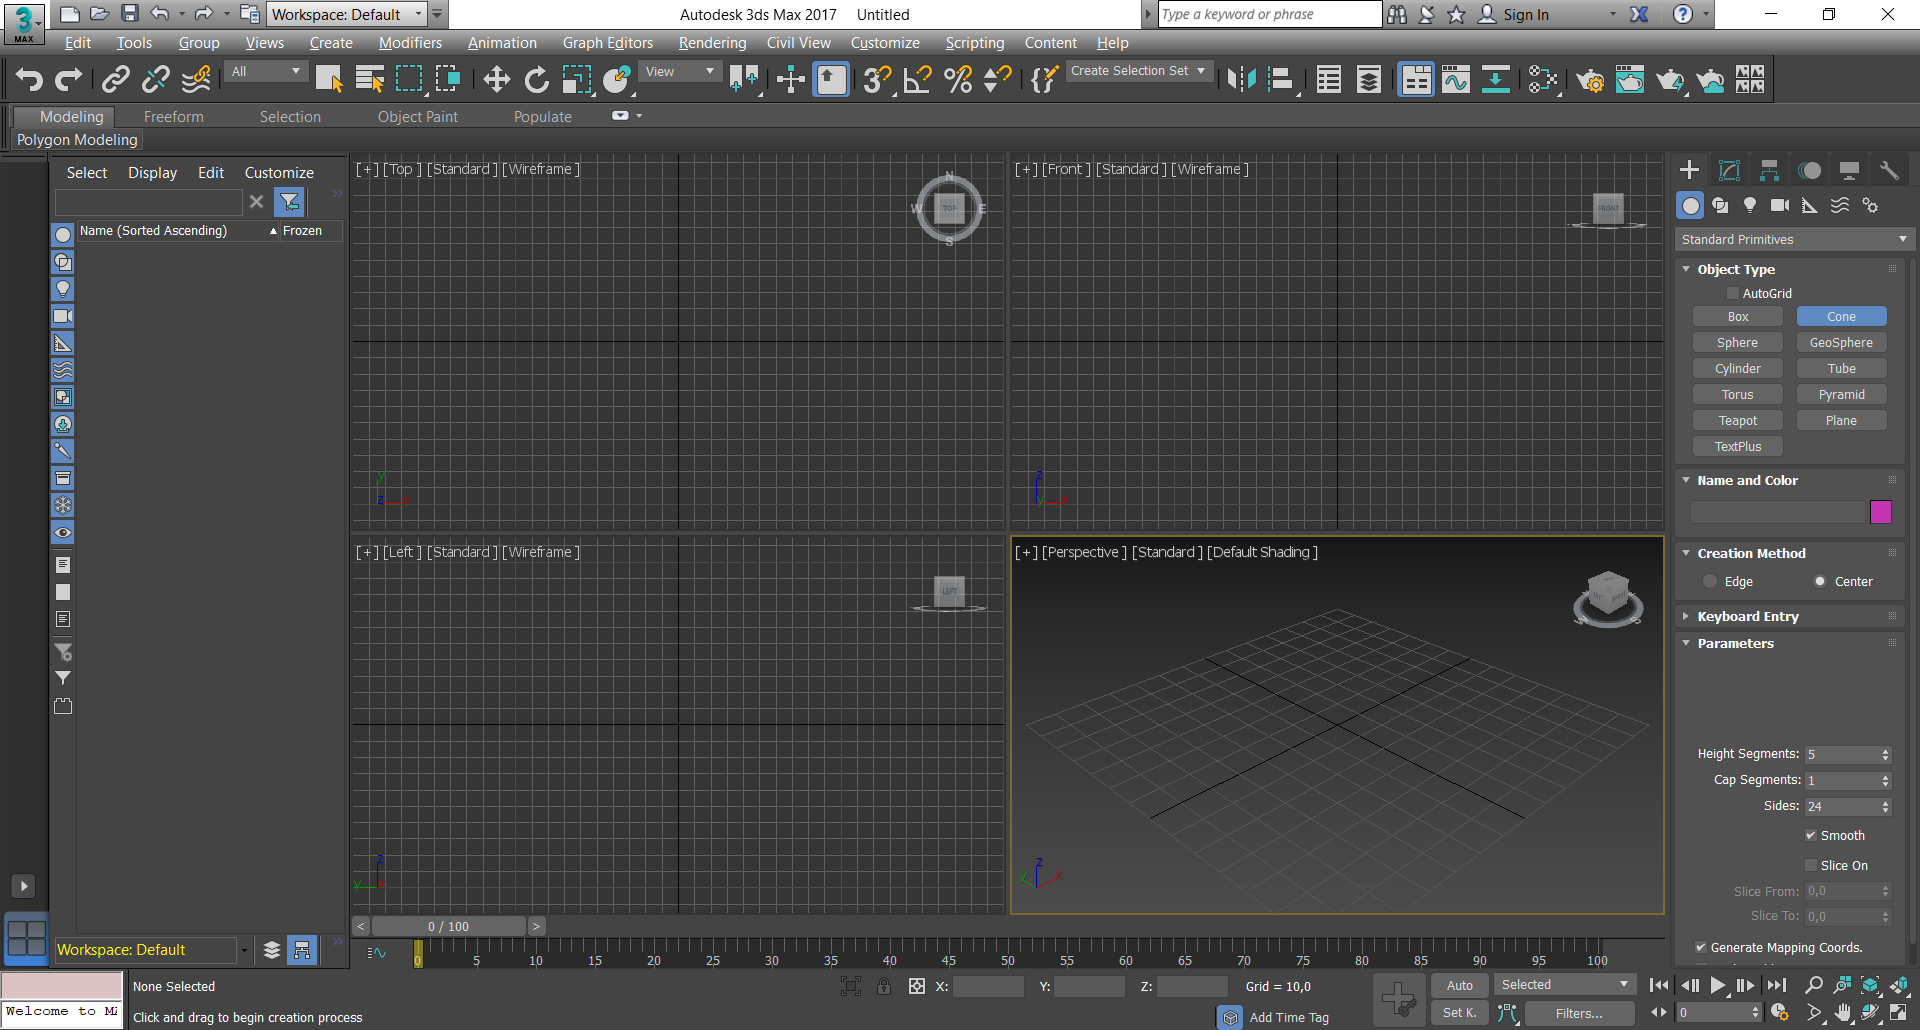 Workspace: Default
Autodesk 3ds Max 2017 Untitled
Type a keyword or phrase
Sign In
3
MAX
Edit Tools Group Views Create Modifiers Animation Graph Editors Rendering Civil View Customize Scripting Content Help
All
View
3
Create Selection Set
Modeling Freeform Selection Object Paint Populate
Polygon Modeling
Select Display Edit Customize
Name (Sorted Ascending) Frozen
[+] [Top ] [Standard ] [Wireframe ]
N
W TOP E
S
y
z x
[+] [Front ] [Standard ] [Wireframe ]
FRONT
z
y x
[+] [Left ] [Standard ] [Wireframe ]
LEFT
z
y x
[+] [Perspective ] [Standard ] [Default Shading ]
z
y x
Standard Primitives
Object Type
AutoGrid
Box Cone
Sphere GeoSphere
Cylinder Tube
Torus Pyramid
Teapot Plane
TextPlus
Name and Color
Creation Method
Edge Center
Keyboard Entry
Parameters
Height Segments: 5
Cap Segments: 1
Sides: 24
Smooth
Slice On
Slice From: 0,0
Slice To: 0,0
Generate Mapping Coords.
< 0 / 100 >
Workspace: Default
0 5 10 15 20 25 30 35 40 45 50 55 60 65 70 75 80 85 90 95 100
None Selected
X: Y: Z: Grid = 10,0
Auto Selected
Welcome to
Click and drag to begin creation process
Add Time Tag
Set K. Filters...
0